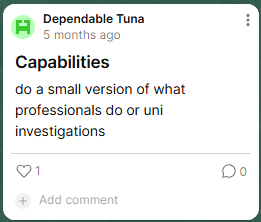 Dependable Tuna
5 months ago
Capabilities
do a small version of what
professionals do or uni
investigations
1
0
Add comment